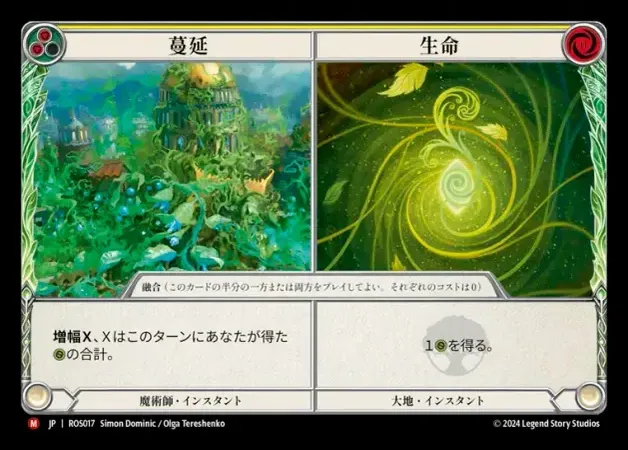 蔓延
生命
融合（このカードの半分の一方または両方をプレイしてよい。それぞれのコストは0）
増幅X、Xはこのターンにあなたが得た
の合計。
1を得る。
魔術師・インスタント
大地・インスタント
M JP | ROS017 Simon Dominic / Olga Tereshenko
© 2024 Legend Story Studios